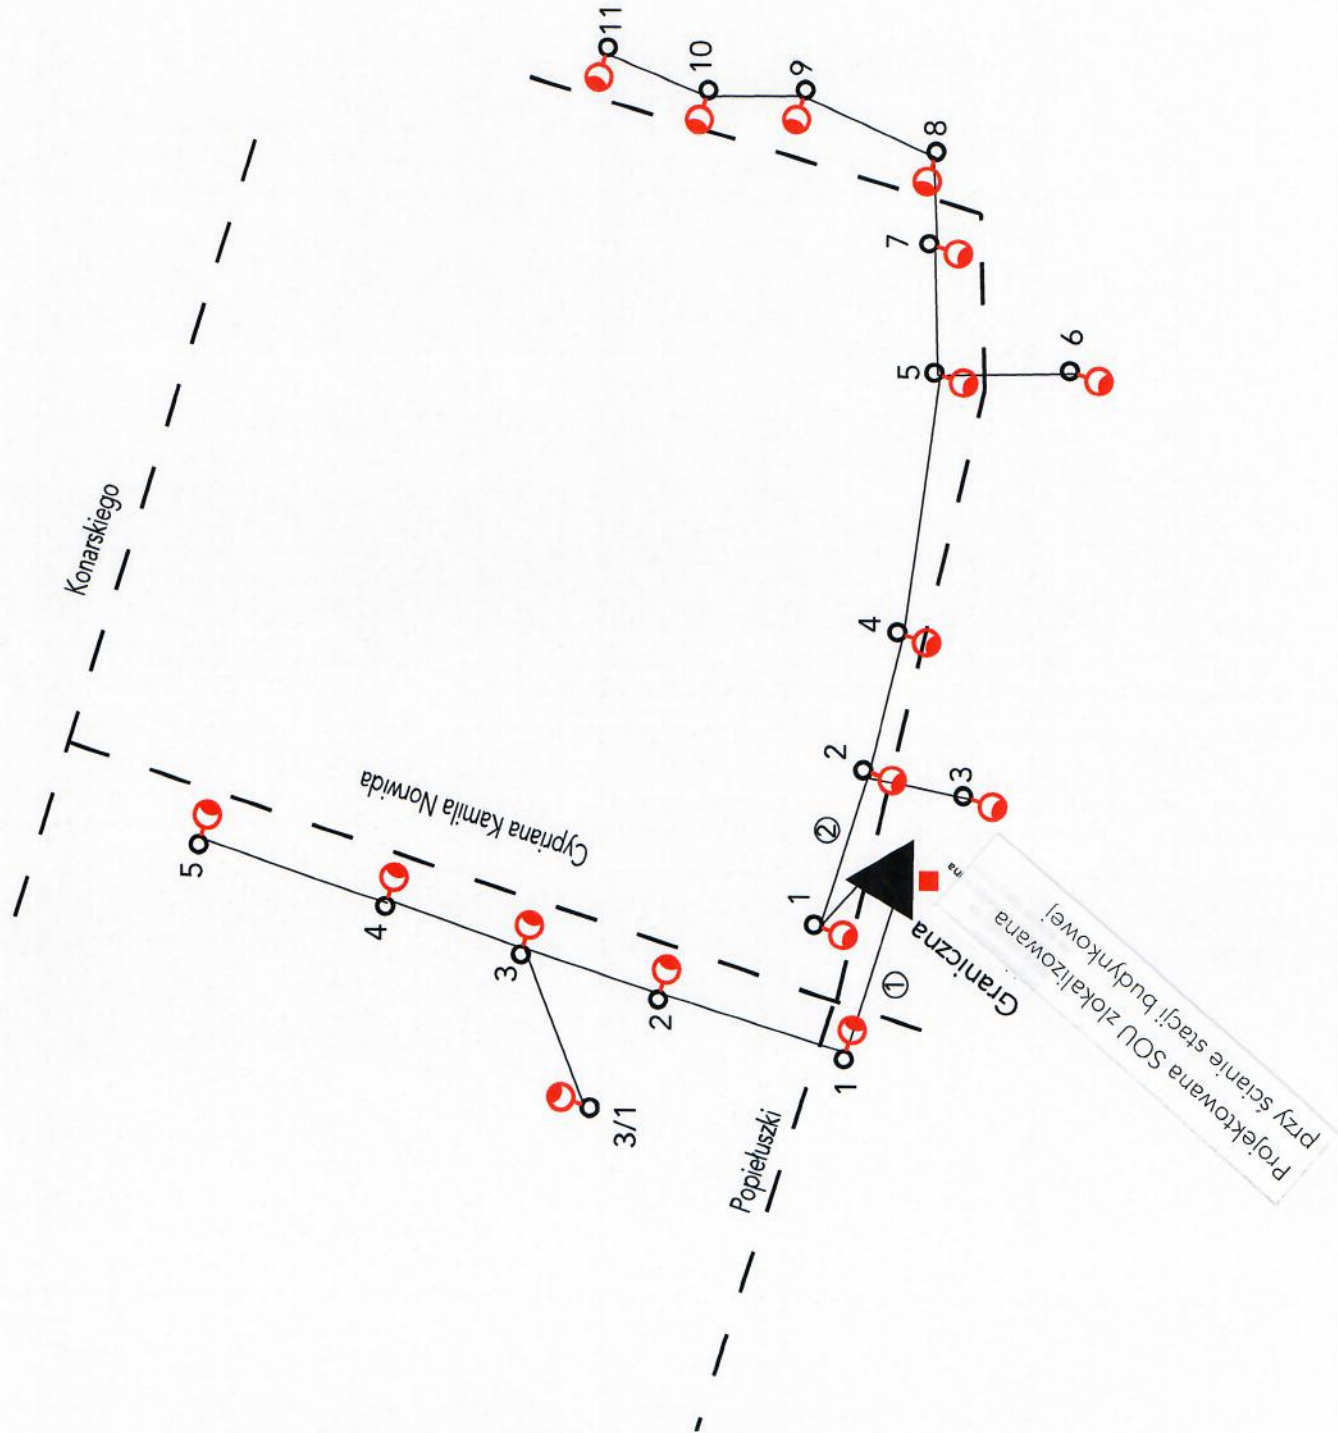 Konarskiego
Cypriana Kamila Norwida
Popiełuszki
Graniczna
Projektowana SOU zlokalizowana
przy ścianie stacji budynkowej
ina
①
1
2
3
3/1
4
5
②
1
2
3
4
5
6
7
8
9
10
11